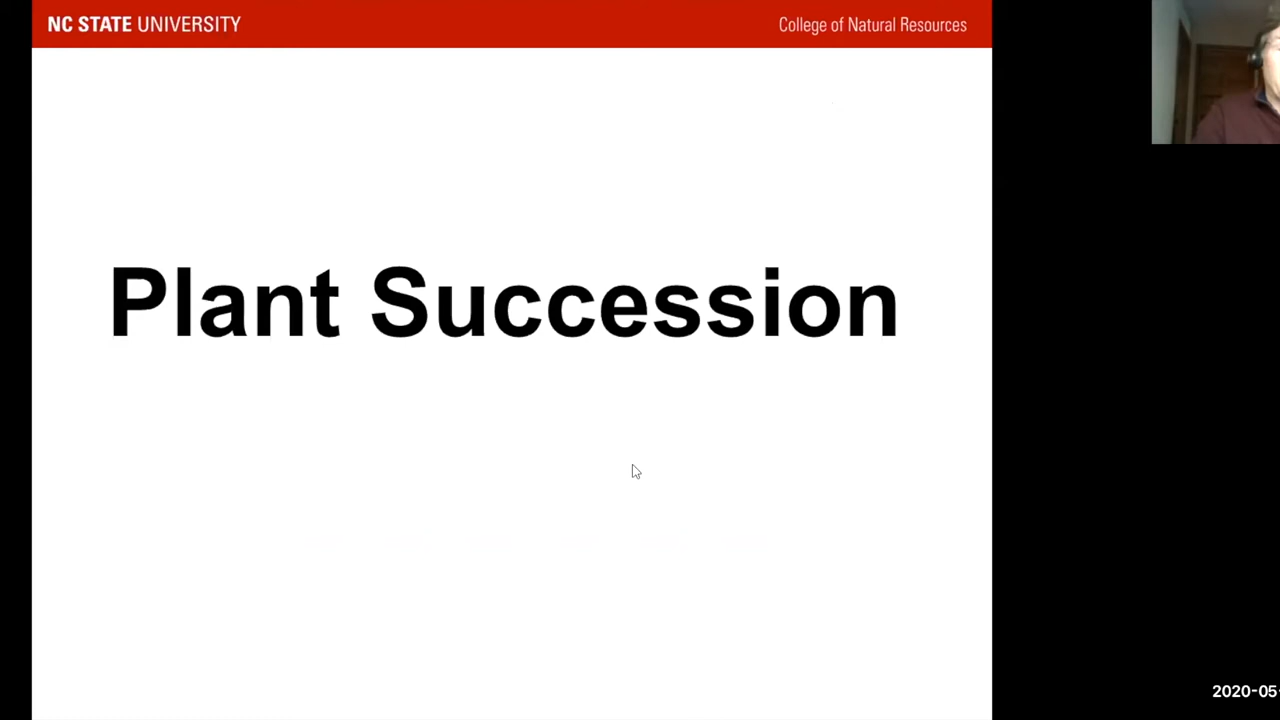 NC STATE UNIVERSITY
College of Natural Resources
Plant Succession
2020-05-